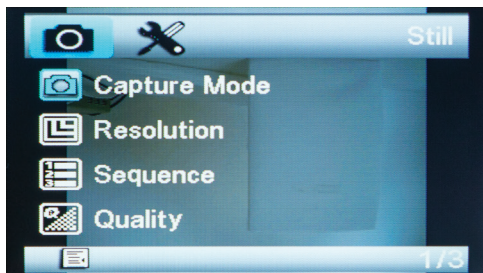 Still
Capture Mode
Resolution
Sequence
Quality
1/3